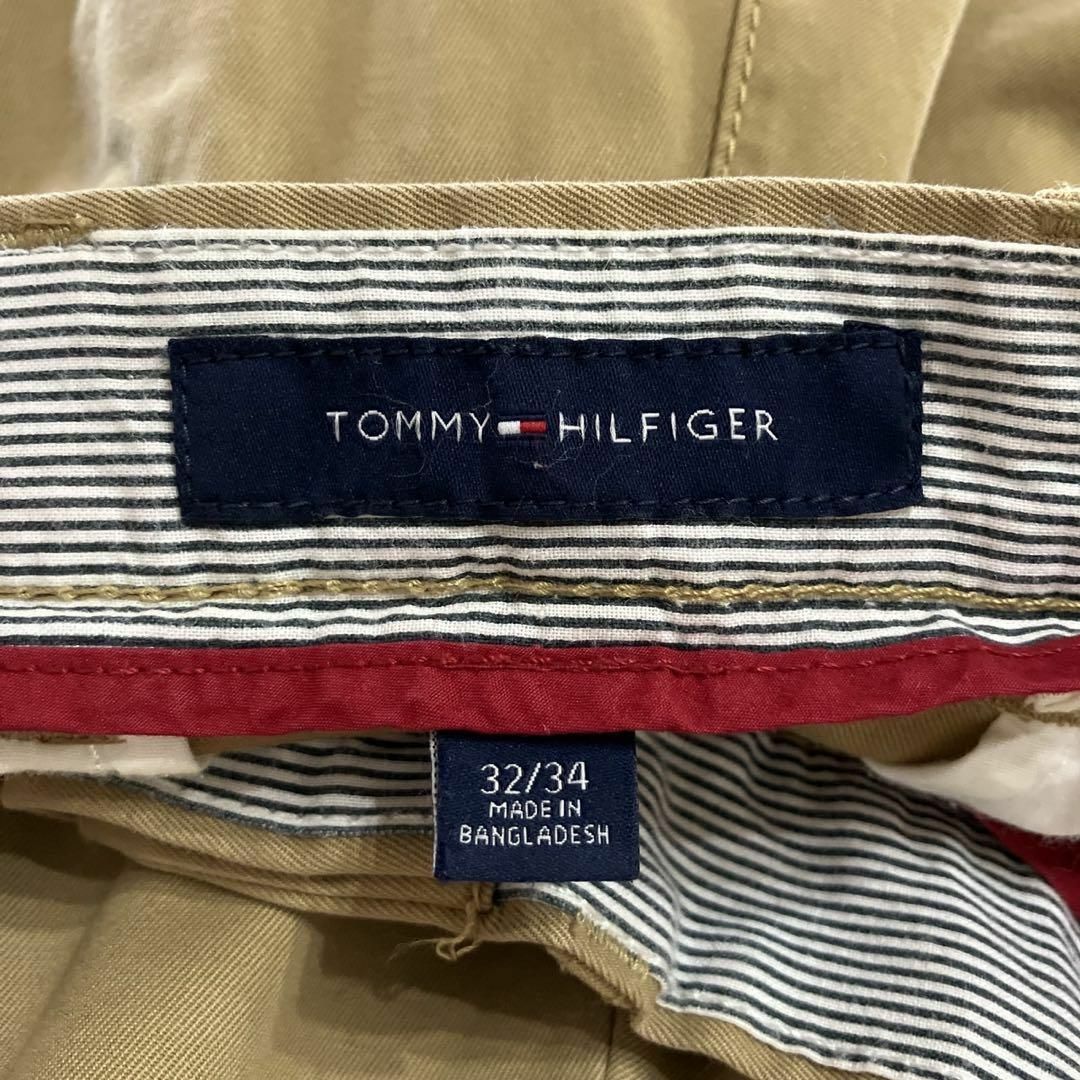 TOMMY HILFIGER
32/34
MADE IN
BANGLADESH